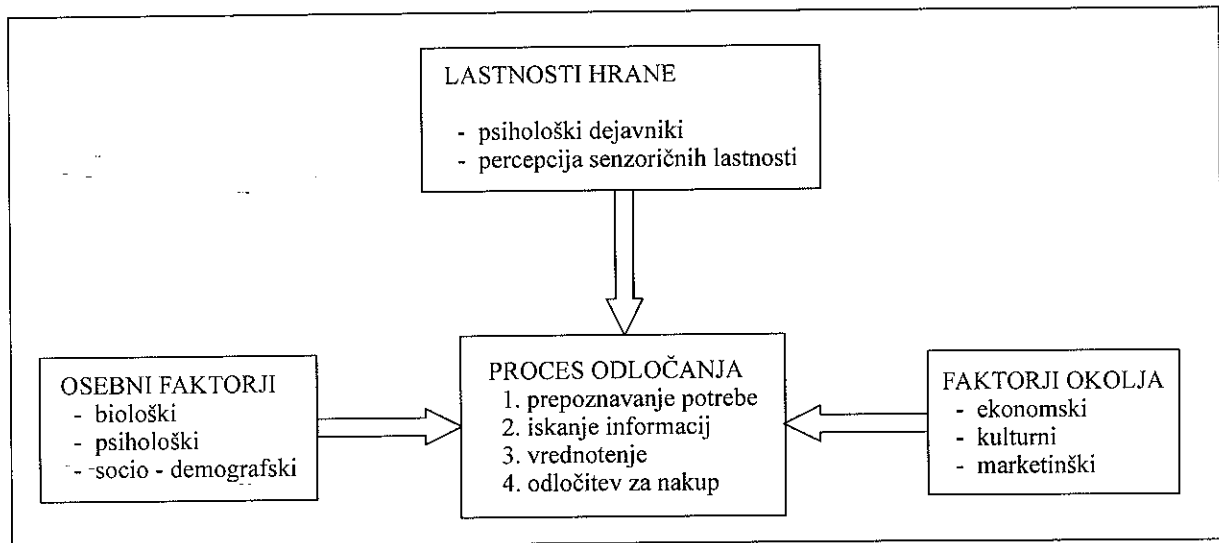 LASTNOSTI HRANE
- psihološki dejavniki
- percepcija senzoričnih lastnosti
OSEBNI FAKTORJI
- biološki
- psihološki
- socio - demografski
PROCES ODLOČANJA
1. prepoznavanje potrebe
2. iskanje informacij
3. vrednotenje
4. odločitev za nakup
FAKTORJI OKOLJA
- ekonomski
- kulturni
- marketinški